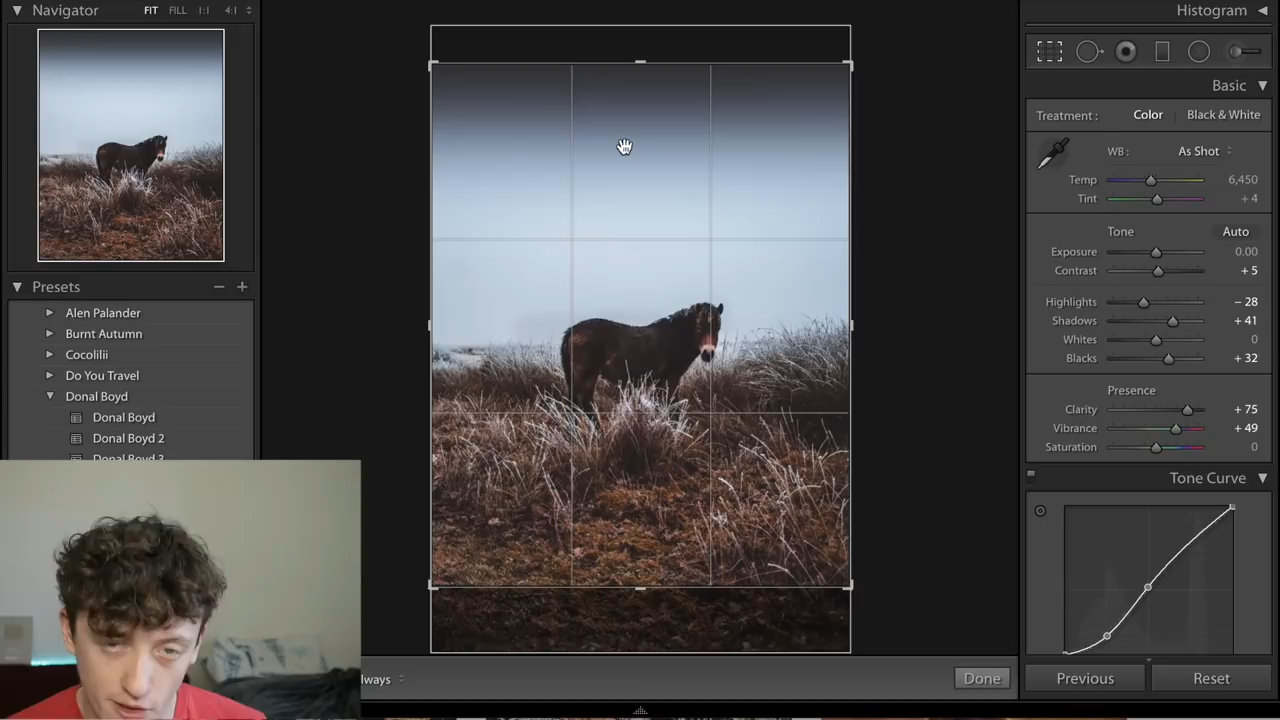 Navigator
FIT FILL 1:1 4:1
Presets
Alen Palander
Burnt Autumn
Cocolilii
Do You Travel
Donal Boyd
Donal Boyd
Donal Boyd 2
Donal Boyd 3
lways
Done
Histogram
Basic
Treatment : Color Black & White
WB : As Shot
Temp 6,450
Tint + 4
Tone Auto
Exposure 0.00
Contrast + 5
Highlights − 28
Shadows + 41
Whites 0
Blacks + 32
Presence
Clarity + 75
Vibrance + 49
Saturation 0
Tone Curve
Previous Reset